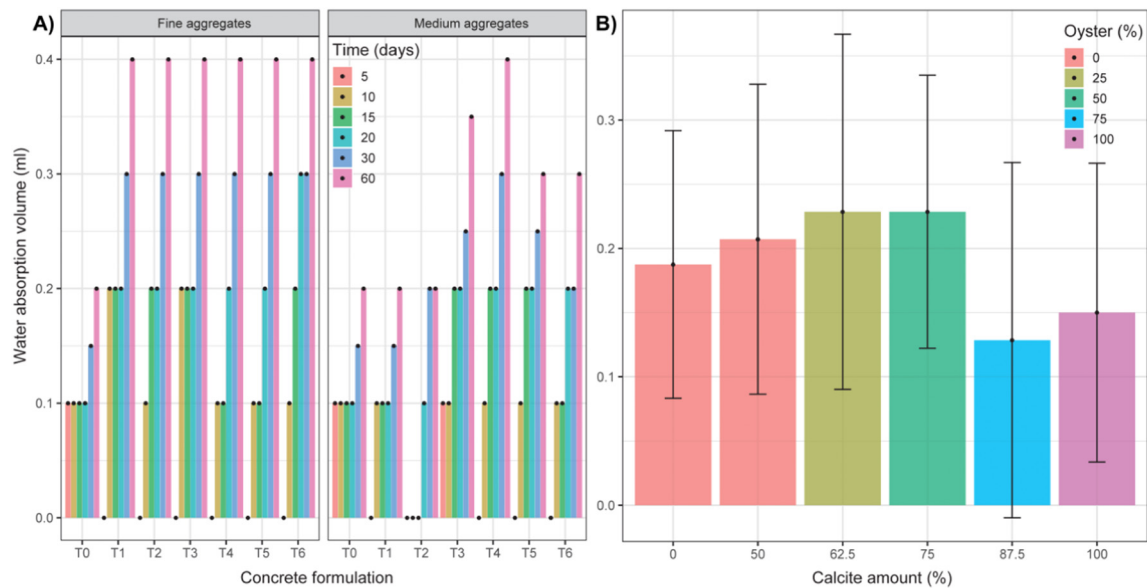 A)
Fine aggregates
Medium aggregates
Water absorption volume (ml)
0.4
0.3
0.2
0.1
0.0
Time (days)
5
10
15
20
30
60
T0 T1 T2 T3 T4 T5 T6
T0 T1 T2 T3 T4 T5 T6
Concrete formulation
B)
Oyster (%)
0
25
50
75
100
0.3
0.2
0.1
0.0
0 50 62.5 75 87.5 100
Calcite amount (%)